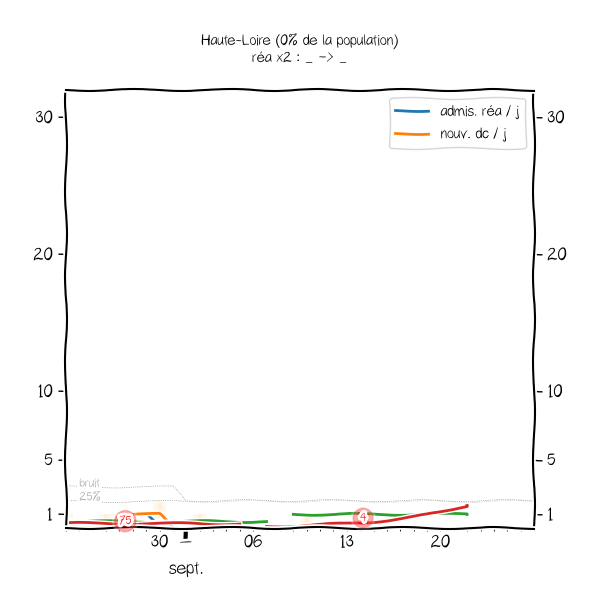 Haute-Loire (0% de la population)
réa x2 : _ -> _
admis. réa / j
nouv. dc / j
30
30
20
20
10
10
5
5
bruit
25%
1
1
75
4
30
06
13
20
sept.